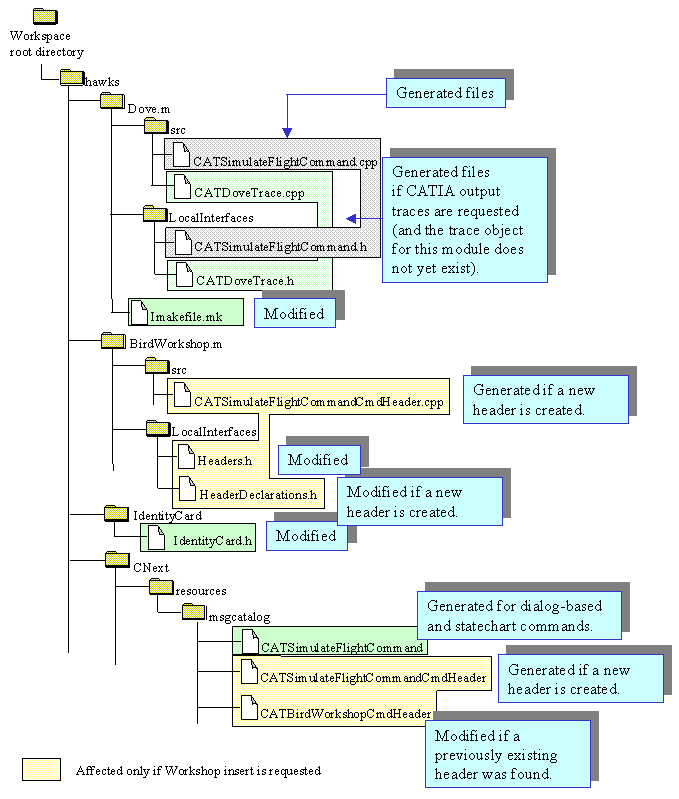 Workspace
root directory
hawks
Generated files
Dove.m
src
CATSimulateFlightCommand.cpp
Generated files
if CATIA output
traces are requested
(and the trace object
for this module does
not yet exist).
CATDoveTrace.cpp
LocalInterfaces
CATSimulateFlightCommand.h
CATDoveTrace.h
Imakefile.mk
Modified
BirdWorkshop.m
src
CATSimulateFlightCommandCmdHeader.cpp
Generated if a new
header is created.
LocalInterfaces
Headers.h
Modified
HeaderDeclarations.h
Modified if a new
header is created.
IdentityCard
IdentityCard.h
Modified
CNext
resources
msgcatalog
Generated for dialog-based
and statechart commands.
CATSimulateFlightCommand
CATSimulateFlightCommandCmdHeader
Generated if a new
header is created.
CATBirdWorkshopCmdHeader
Modified if a
previously existing
header was found.
Affected only if Workshop insert is requested